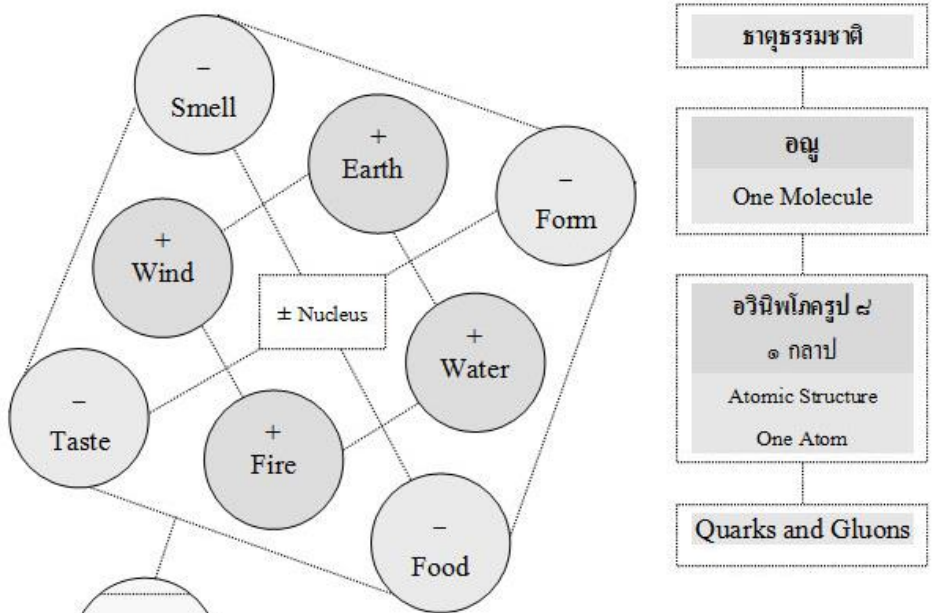 −
Smell
+
Earth
−
Form
+
Wind
± Nucleus
+
Water
−
Taste
+
Fire
−
Food
ธาตุธรรมชาติ
อณู
One Molecule
อวินิพโภครูป ๘
๑ กลาป
Atomic Structure
One Atom
Quarks and Gluons